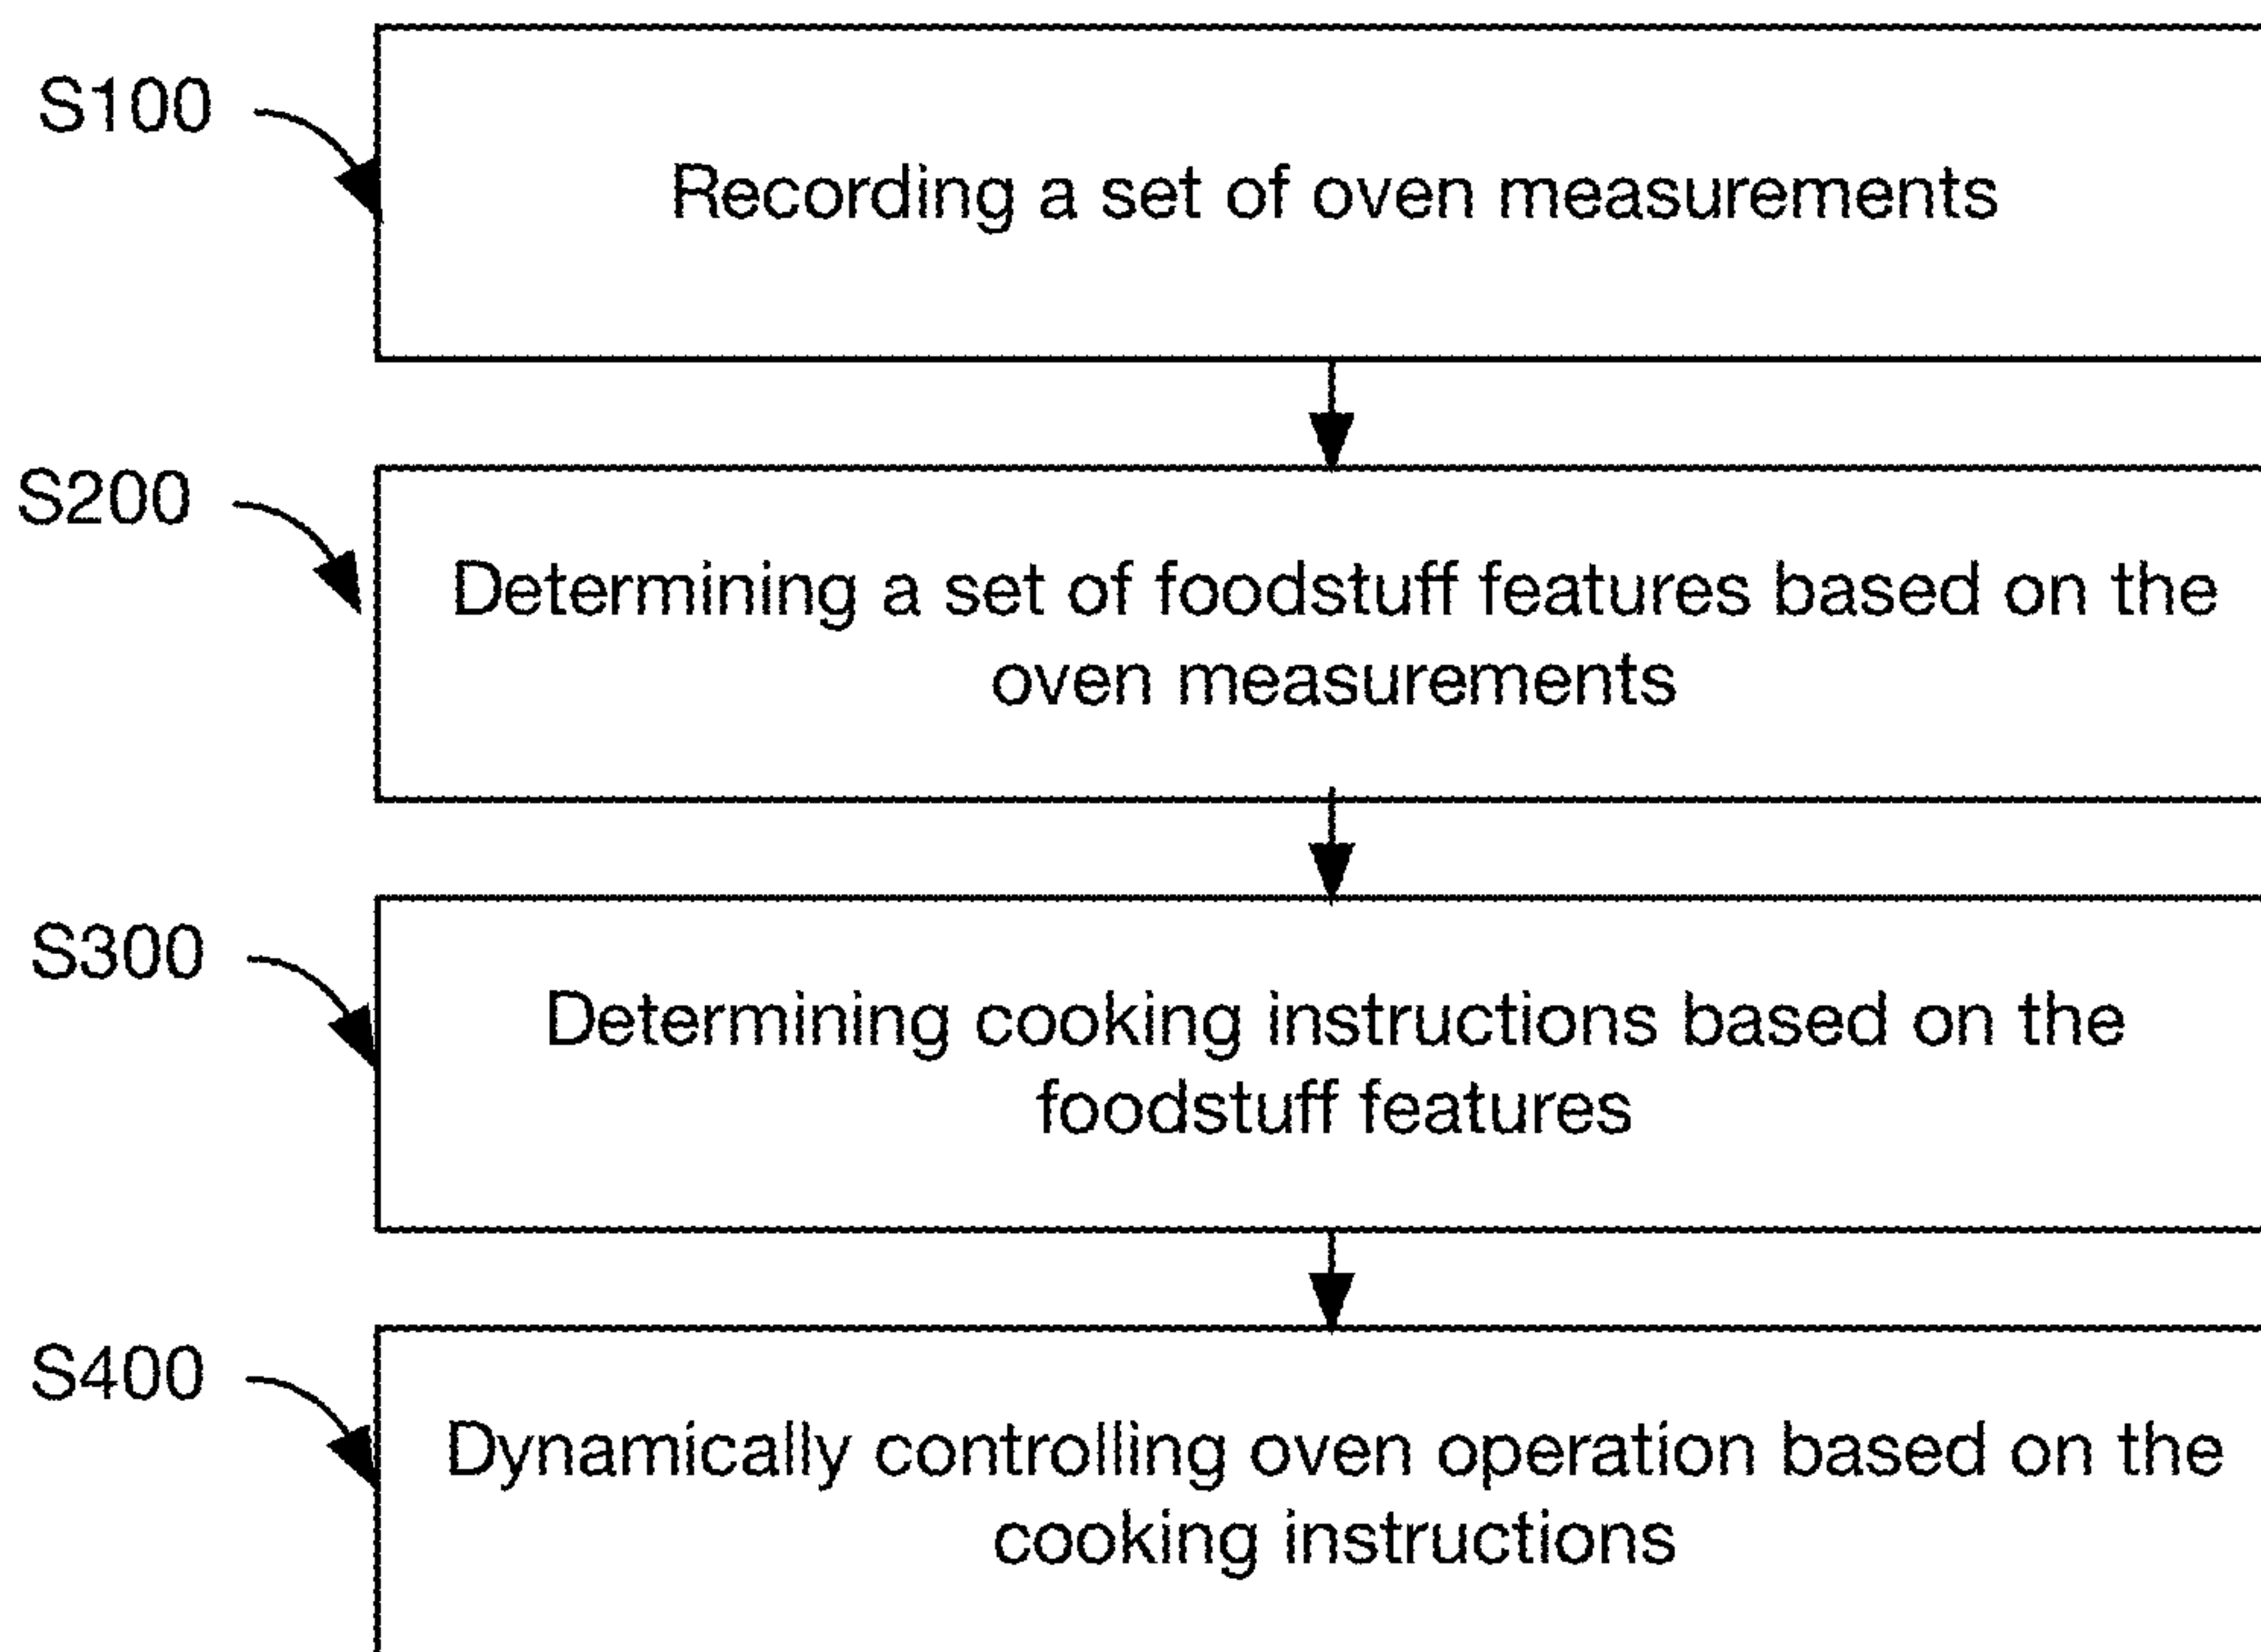 S100
Recording a set of oven measurements
S200
Determining a set of foodstuff features based on the
oven measurements
S300
Determining cooking instructions based on the
foodstuff features
S400
Dynamically controlling oven operation based on the
cooking instructions